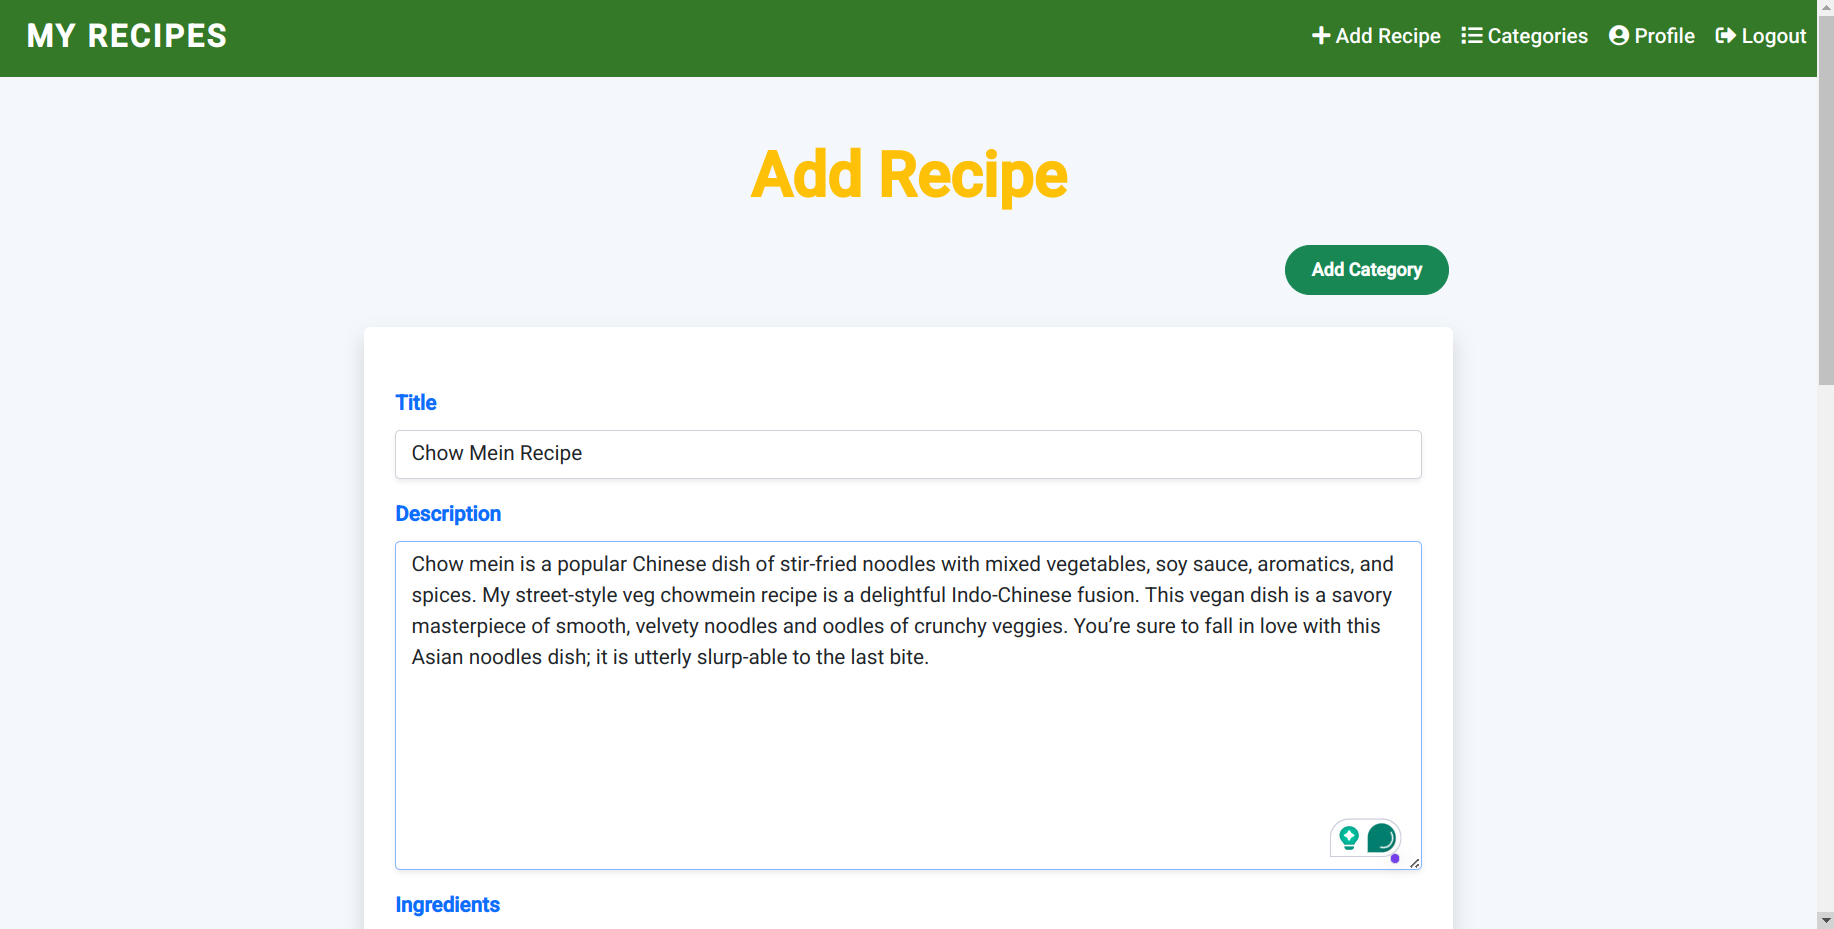 MY RECIPES
Add Recipe Categories Profile Logout
Add Recipe
Add Category
Title
Chow Mein Recipe
Description
Chow mein is a popular Chinese dish of stir-fried noodles with mixed vegetables, soy sauce, aromatics, and
spices. My street-style veg chowmein recipe is a delightful Indo-Chinese fusion. This vegan dish is a savory
masterpiece of smooth, velvety noodles and oodles of crunchy veggies. You’re sure to fall in love with this
Asian noodles dish; it is utterly slurp-able to the last bite.
Ingredients